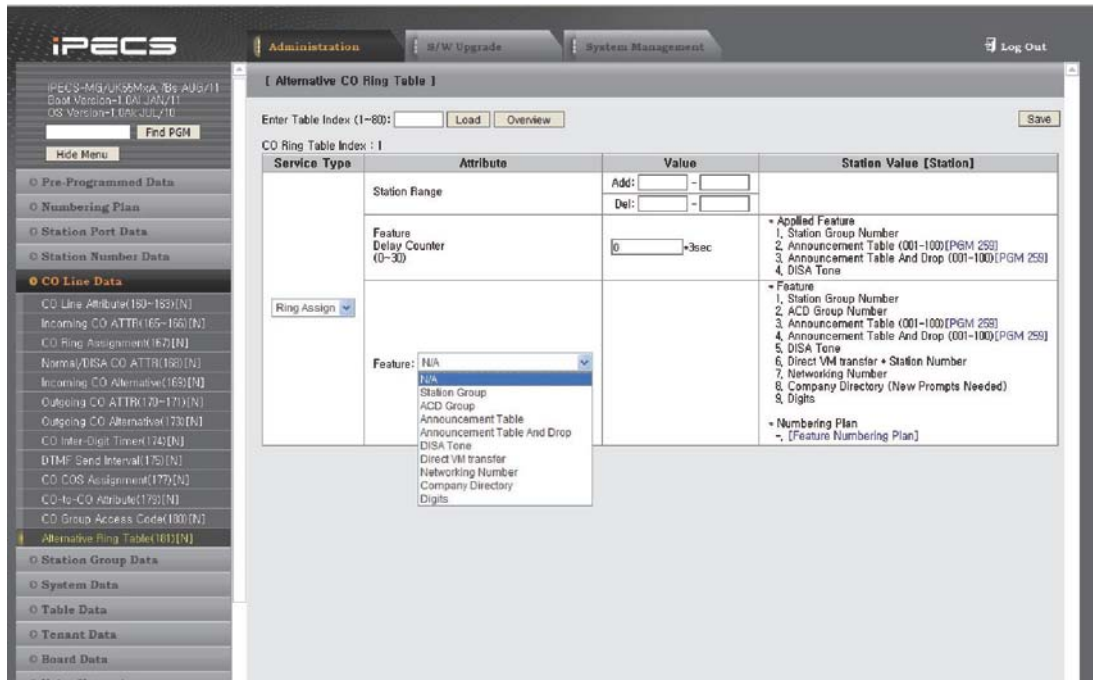 iPECS
Administration
S/W Upgrade
System Management
Log Out
iPECS-MG/UK55MxA.7Bs AUG/11
Boot Version-1.0Al JAN/11
OS Version-1.0Ak JUL/10
Find PGM
Hide Menu
Pre-Programmed Data
Numbering Plan
Station Port Data
Station Number Data
CO Line Data
CO Line Attribute(160~163)[N]
Incoming CO ATTR(165~166)[N]
CO Ring Assignment(167)[N]
Normal/DISA CO ATTR(168)[N]
Incoming CO Alternative(169)[N]
Outgoing CO ATTR(170~171)[N]
Outgoing CO Alternative(173)[N]
CO Inter-Digit Timer(174)[N]
DTMF Send Interval(175)[N]
CO COS Assignment(177)[N]
CO-to-CO Attribute(179)[N]
CO Group Access Code(180)[N]
Alternative Ring Table(181)[N]
Station Group Data
System Data
Table Data
Tenant Data
Board Data
[ Alternative CO Ring Table ]
Enter Table Index (1~80): Load Overview Save
CO Ring Table Index : 1
Service Type Attribute Value Station Value [Station]
Ring Assign
Station Range
Add: -
Del: -
Feature
Delay Counter
(0~30)
0 *3sec
- Applied Feature
1. Station Group Number
2. Announcement Table (001-100)[PGM 259]
3. Announcement Table And Drop (001-100)[PGM 259]
4. DISA Tone
Feature: N/A
N/A
Station Group
ACD Group
Announcement Table
Announcement Table And Drop
DISA Tone
Direct VM transfer
Networking Number
Company Directory
Digits
- Feature
1. Station Group Number
2. ACD Group Number
3. Announcement Table (001-100)[PGM 259]
4. Announcement Table And Drop (001-100)[PGM 259]
5. DISA Tone
6. Direct VM transfer + Station Number
7. Networking Number
8. Company Directory (New Prompts Needed)
9. Digits
- Numbering Plan
-. [Feature Numbering Plan]